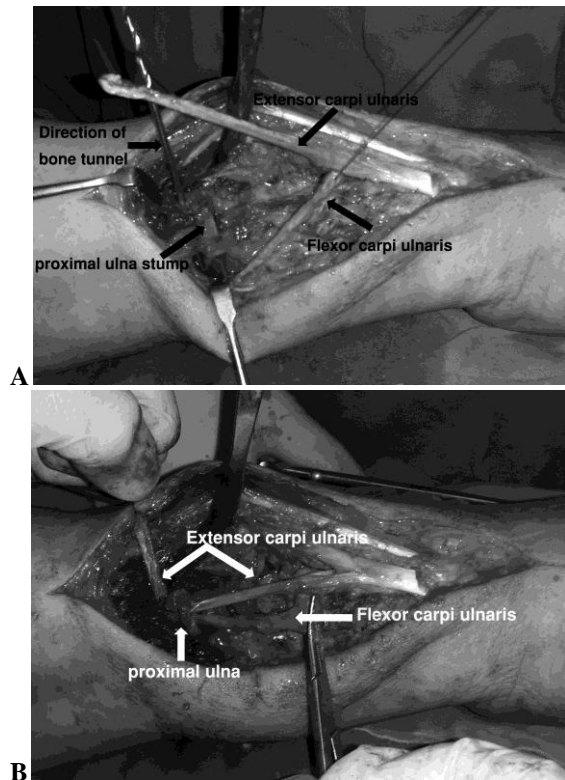 A
Extensor carpi ulnaris
Direction of
bone tunnel
Flexor carpi ulnaris
proximal ulna stump
B
Extensor carpi ulnaris
Flexor carpi ulnaris
proximal ulna